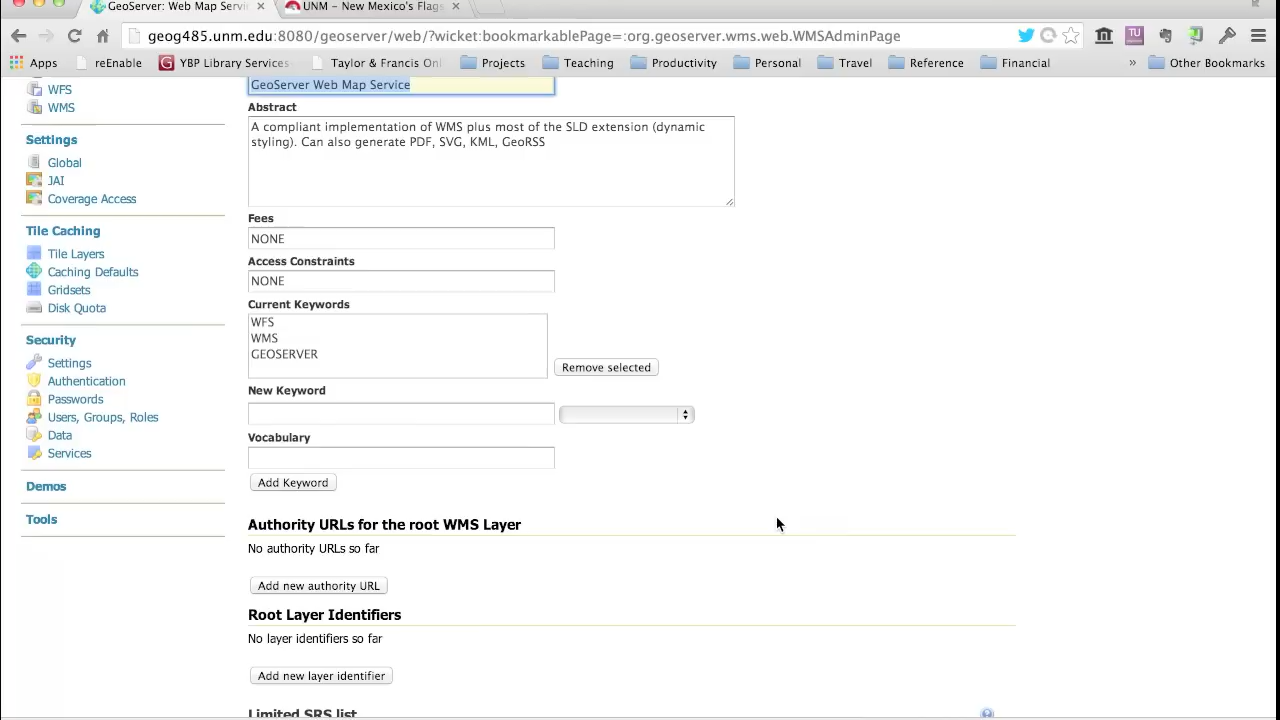 GeoServer: Web Map Servi
UNM – New Mexico's Flags
geog485.unm.edu:8080/geoserver/web/?wicket:bookmarkablePage=:org.geoserver.wms.web.WMSAdminPage
Apps reEnable YBP Library Service Taylor & Francis On Projects Teaching Productivity Personal Travel Reference Financial » Other Bookmarks
WFS
WMS
Settings
Global
JAI
Coverage Access
Tile Caching
Tile Layers
Caching Defaults
Gridsets
Disk Quota
Security
Settings
Authentication
Passwords
Users, Groups, Roles
Data
Services
Demos
Tools
GeoServer Web Map Service
Abstract
A compliant implementation of WMS plus most of the SLD extension (dynamic
styling). Can also generate PDF, SVG, KML, GeoRSS
Fees
NONE
Access Constraints
NONE
Current Keywords
WFS
WMS
GEOSERVER
Remove selected
New Keyword
Vocabulary
Add Keyword
Authority URLs for the root WMS Layer
No authority URLs so far
Add new authority URL
Root Layer Identifiers
No layer identifiers so far
Add new layer identifier
Limited SRS list